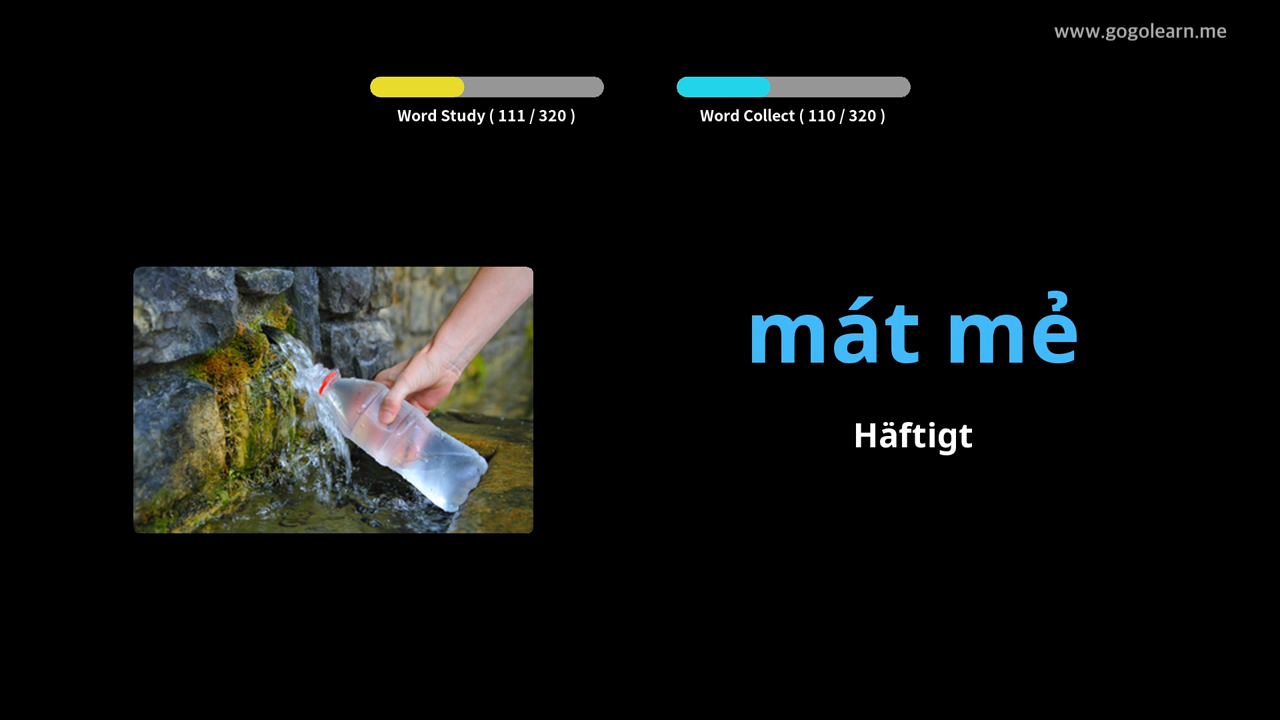 www.gogolearn.me
Word Study ( 111 / 320 )
Word Collect ( 110 / 320 )
mát mẻ
Häftigt